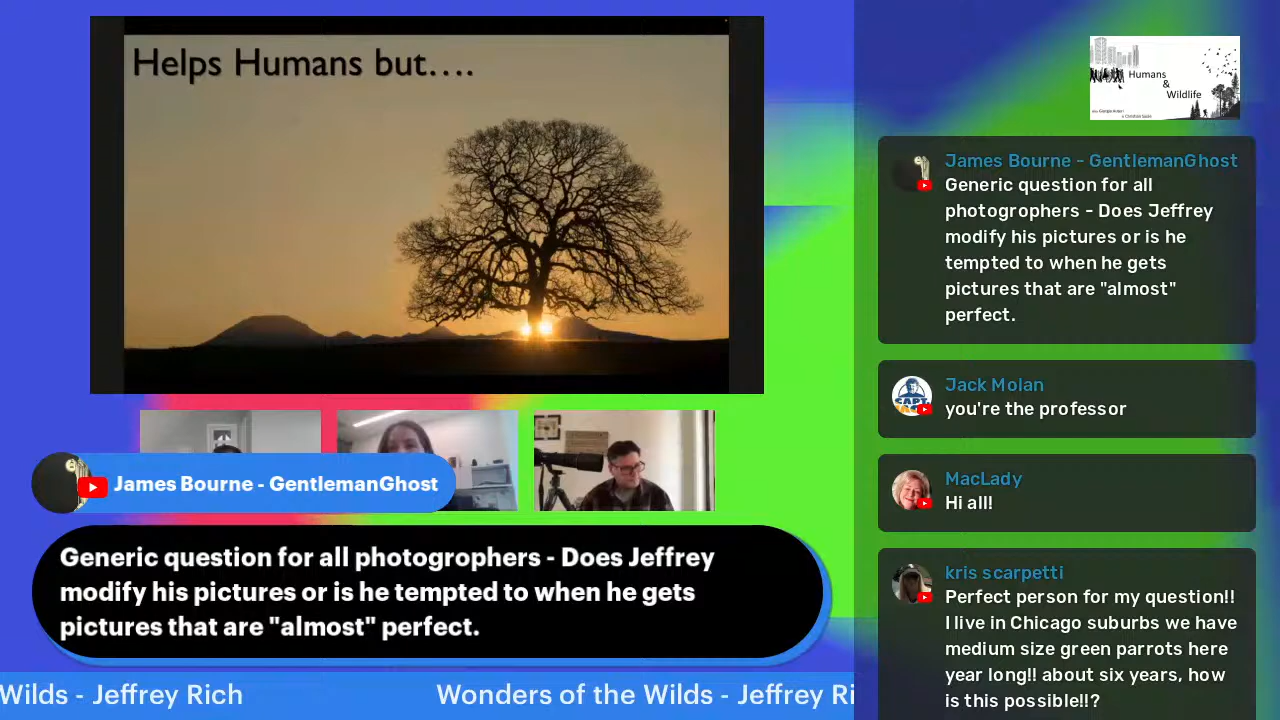 Helps Humans but....
James Bourne - GentlemanGhost
Generic question for all photogrophers - Does Jeffrey
modify his pictures or is he tempted to when he gets
pictures that are "almost" perfect.
Wilds - Jeffrey Rich
Wonders of the Wilds - Jeffrey Ri
Humans
&
Wildlife
James Bourne - GentlemanGhost
Generic question for all
photogrophers - Does Jeffrey
modify his pictures or is he
tempted to when he gets
pictures that are "almost"
perfect.
Jack Molan
you're the professor
MacLady
Hi all!
kris scarpetti
Perfect person for my question!!
I live in Chicago suburbs we have
medium size green parrots here
year long!! about six years, how
is this possible!!?